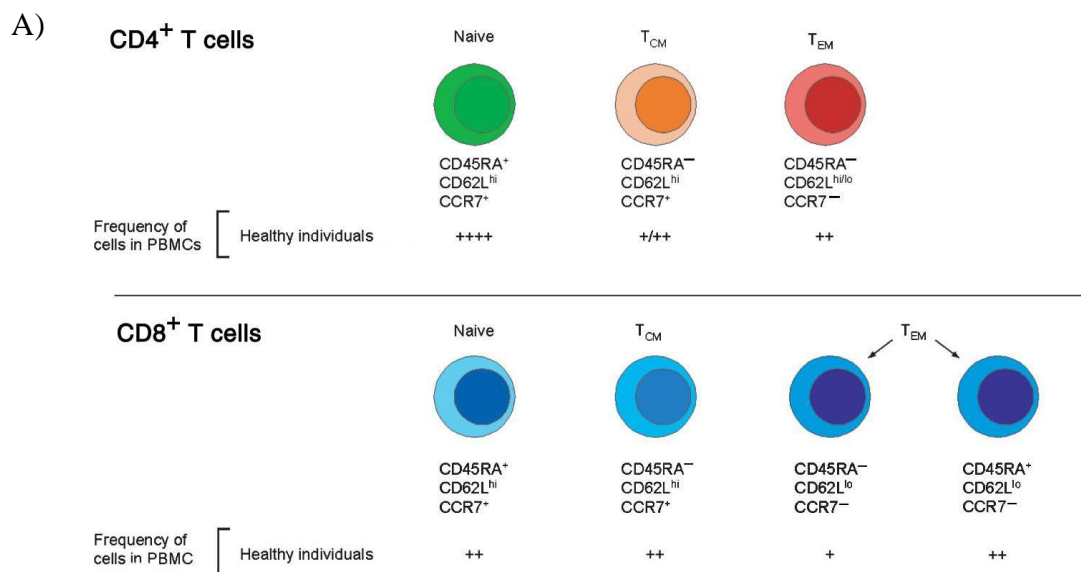 A)
CD4+ T cells
Naive TCM TEM
CD45RA+ CD45RA− CD45RA−
CD62Lhi CD62Lhi CD62Lhi/lo
CCR7+ CCR7+ CCR7−
Frequency of
cells in PBMCs
Healthy individuals ++++ +/++ ++
CD8+ T cells
Naive TCM TEM
CD45RA+ CD45RA− CD45RA− CD45RA+
CD62Lhi CD62Lhi CD62Llo CD62Llo
CCR7+ CCR7+ CCR7− CCR7−
Frequency of
cells in PBMC
Healthy individuals ++ ++ + ++